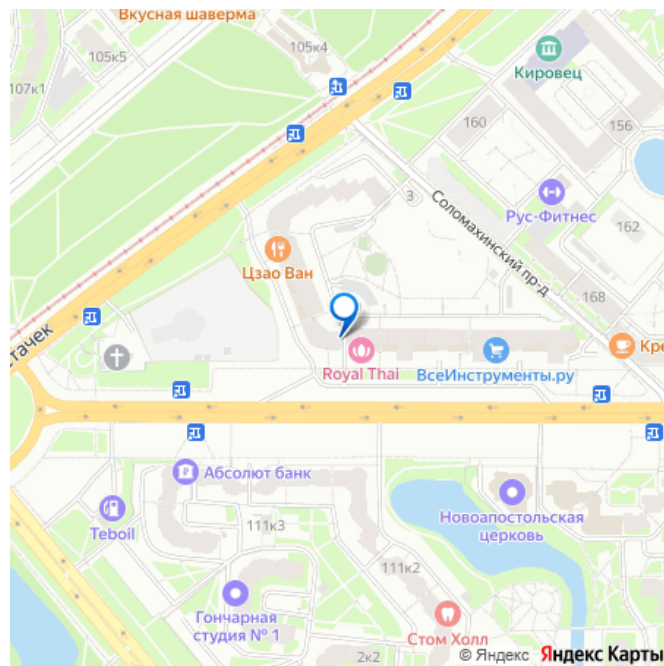 Вкусная шаверма
105к4
105к5
107к1
Кировец
160
156
3
Соломахинский пр-д
Рус-Фитнес
162
Цзао Ван
168
стачек
Кре
Royal Thai
ВсеИнструменты.ру
Абсолют банк
Teboil
111к3
Новоапостольская
церковь
111к2
Гончарная
студия № 1
Стом Холл
2к2
© Яндекс Яндекс Карты